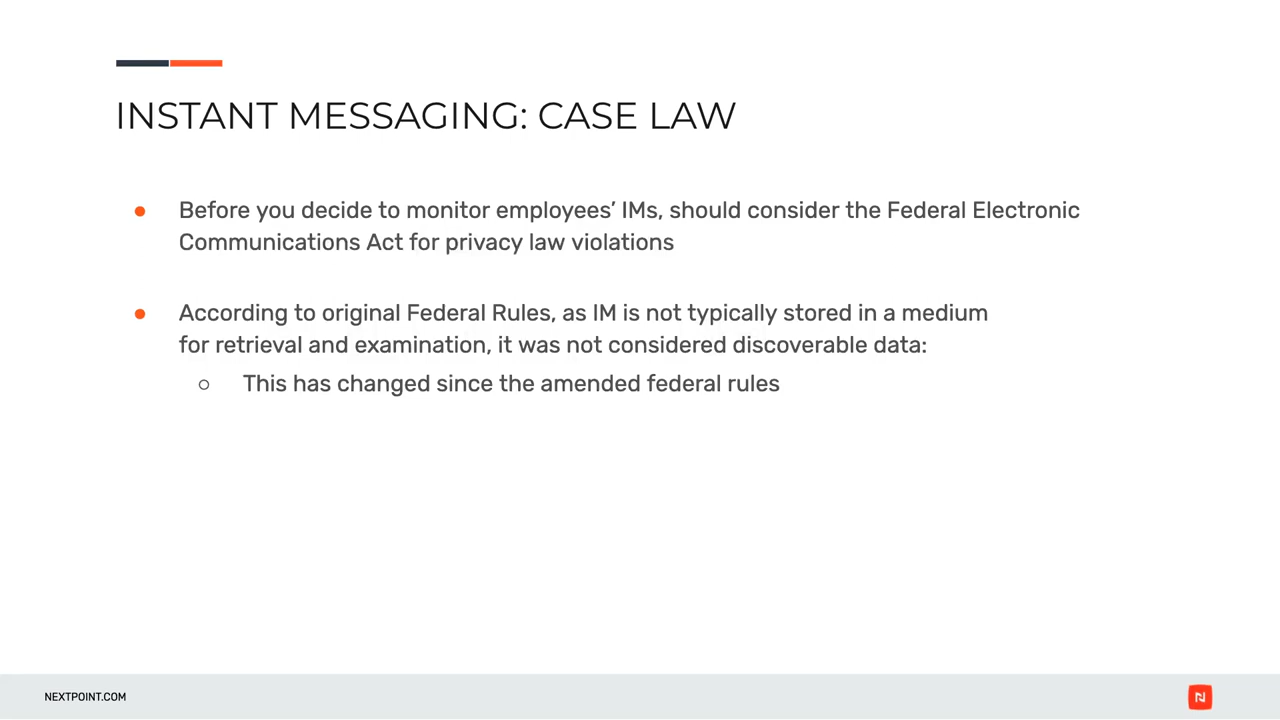 INSTANT MESSAGING: CASE LAW
● Before you decide to monitor employees’ IMs, should consider the Federal Electronic
Communications Act for privacy law violations
● According to original Federal Rules, as IM is not typically stored in a medium
for retrieval and examination, it was not considered discoverable data:
○ This has changed since the amended federal rules
NEXTPOINT.COM
N